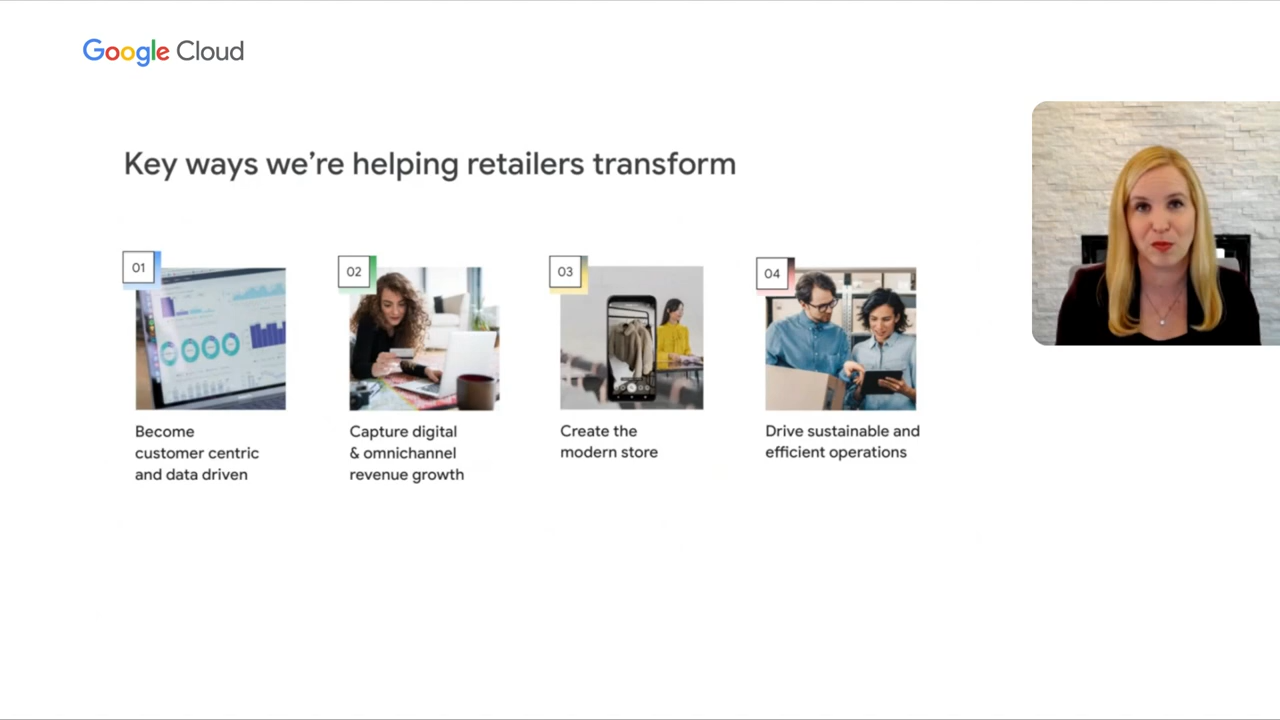 Google Cloud
Key ways we're helping retailers transform
01
02
03
04
Become
customer centric
and data driven
Capture digital
& omnichannel
revenue growth
Create the
modern store
Drive sustainable and
efficient operations